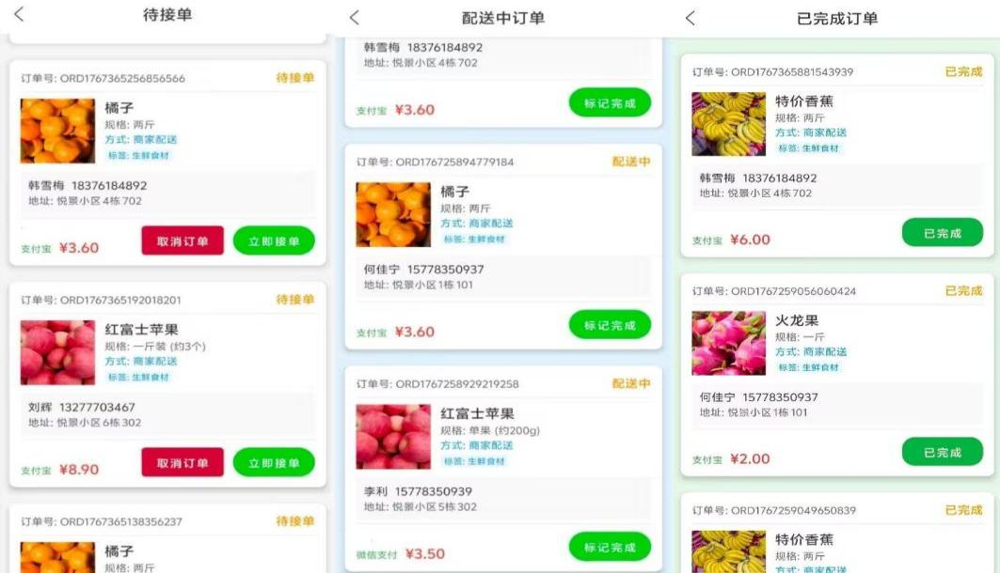 待接单
订单号: ORD1767365256856566 待接单
橘子
规格: 两斤
方式: 商家配送
标签: 生鲜食材
韩雪梅 18376184892
地址: 悦景小区4栋702
支付宝 ¥3.60 取消订单 立即接单
订单号: ORD1767365192018201 待接单
红富士苹果
规格: 一斤装 (约3个)
方式: 商家配送
标签: 生鲜食材
刘辉 13277703467
地址: 悦景小区6栋302
支付宝 ¥8.90 取消订单 立即接单
订单号: ORD1767365138356237 待接单
橘子
规格: 两斤
配送中订单
韩雪梅 18376184892
地址: 悦景小区4栋702
支付宝 ¥3.60 标记完成
订单号: ORD1767258947791​84 配送中
橘子
规格: 两斤
方式: 商家配送
标签: 生鲜食材
何佳宁 15778350937
地址: 悦景小区1栋101
支付宝 ¥3.60 标记完成
订单号: ORD1767258929219258 配送中
红富士苹果
规格: 单果 (约200g)
方式: 商家配送
标签: 生鲜食材
李利 15778350939
地址: 悦景小区5栋302
微信支付 ¥3.50 标记完成
已完成订单
订单号: ORD1767365881543939 已完成
特价香蕉
规格: 两斤
方式: 商家配送
标签: 生鲜食材
韩雪梅 18376184892
地址: 悦景小区4栋702
支付宝 ¥6.00 已完成
订单号: ORD1767259056060424 已完成
火龙果
规格: 一斤
方式: 商家配送
标签: 生鲜食材
何佳宁 15778350937
地址: 悦景小区1栋101
支付宝 ¥2.00 已完成
订单号: ORD1767259049650839 已完成
特价香蕉
规格: 两斤
方式: 商家配送